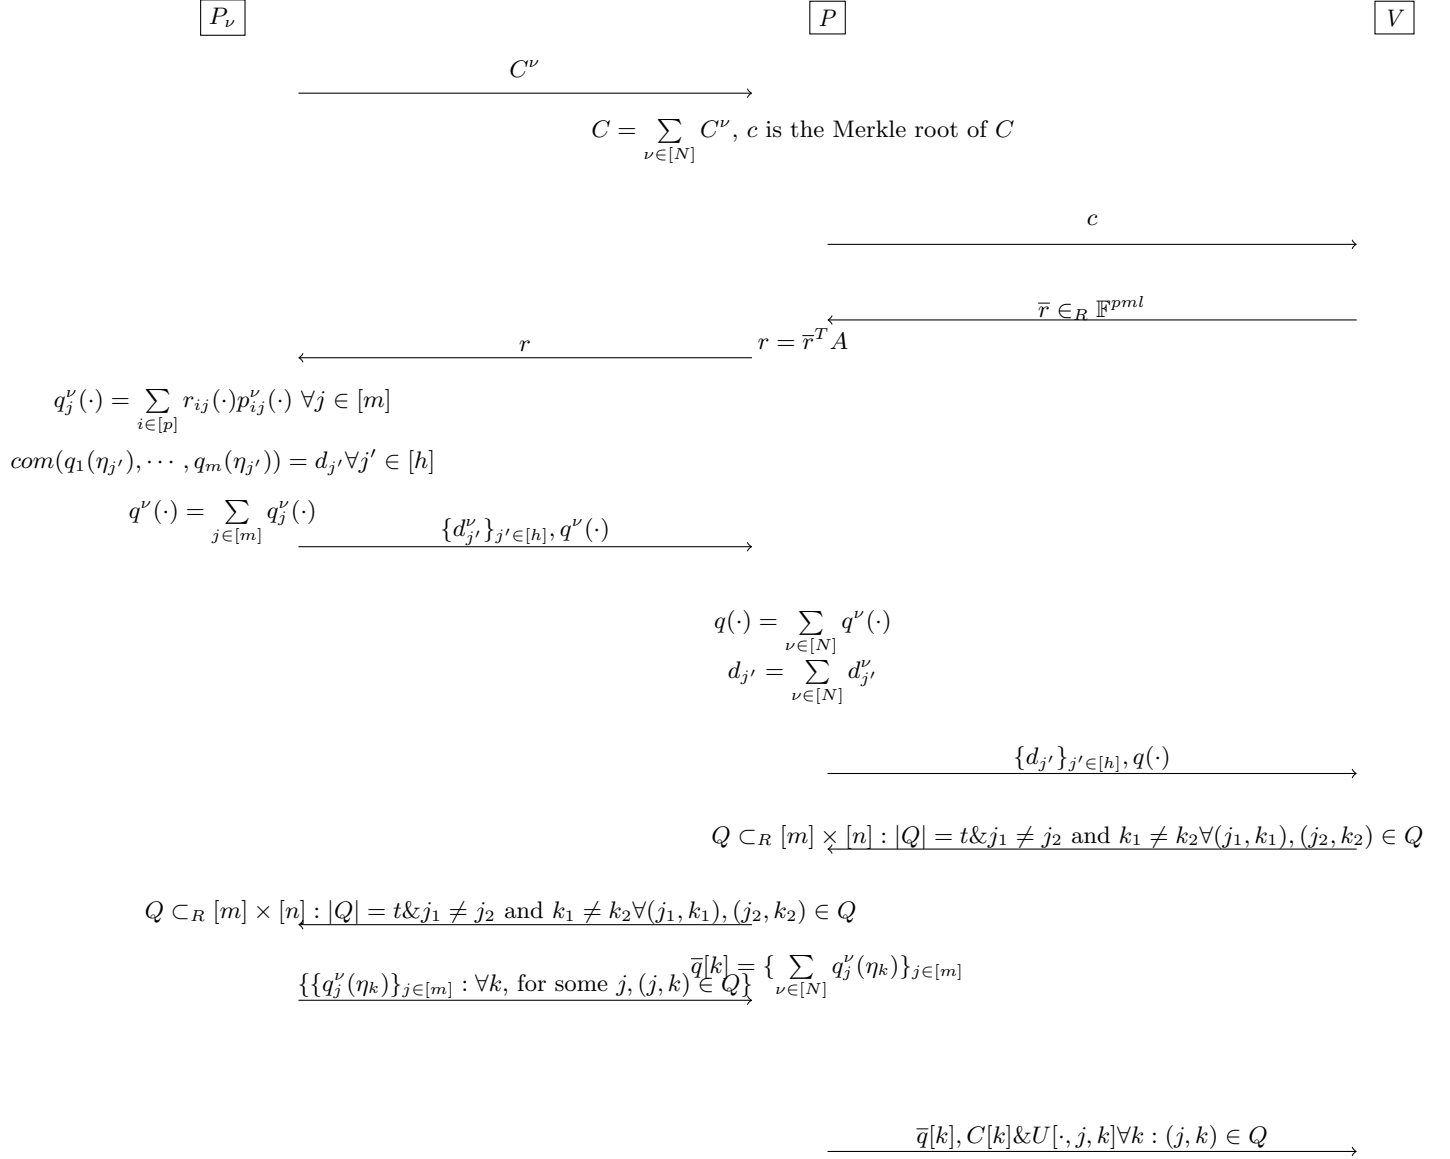 P_ν P V
C^ν
C = ∑_{ν∈[N]} C^ν, c is the Merkle root of C
c
r̅ ∈_R 𝔽^{pml}
r r = r̅^T A
q_j^ν(·) = ∑_{i∈[p]} r_{ij}(·)p_{ij}^ν(·) ∀j ∈ [m]
com(q_1(η_{j'}), ⋯ , q_m(η_{j'})) = d_{j'}∀j' ∈ [h]
q^ν(·) = ∑_{j∈[m]} q_j^ν(·)
{d_{j'}^ν}_{j'∈[h]}, q^ν(·)
q(·) = ∑_{ν∈[N]} q^ν(·)
d_{j'} = ∑_{ν∈[N]} d_{j'}^ν
{d_{j'}}_{j'∈[h]}, q(·)
Q ⊂_R [m] × [n] : |Q| = t&j_1 ≠ j_2 and k_1 ≠ k_2∀(j_1, k_1), (j_2, k_2) ∈ Q
Q ⊂_R [m] × [n] : |Q| = t&j_1 ≠ j_2 and k_1 ≠ k_2∀(j_1, k_1), (j_2, k_2) ∈ Q
q̅[k] = {∑_{ν∈[N]} q_j^ν(η_k)}_{j∈[m]}
{{q_j^ν(η_k)}_{j∈[m]} : ∀k, for some j, (j, k) ∈ Q}
q̅[k], C[k]&U[·, j, k]∀k : (j, k) ∈ Q